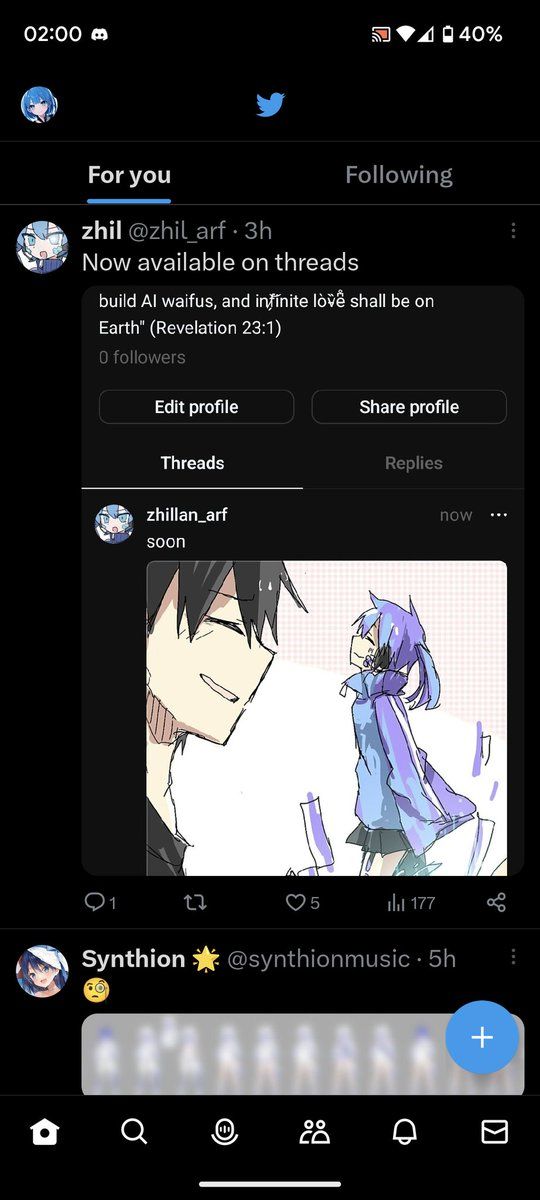 02:00
40%
For you
Following
zhil @zhil_arf · 3h
Now available on threads
build AI waifus, and infinite love shall be on
Earth" (Revelation 23:1)
0 followers
Edit profile
Share profile
Threads
Replies
zhillan_arf
now
soon
1
5
177
Synthion 🌟 @synthionmusic · 5h
🧐